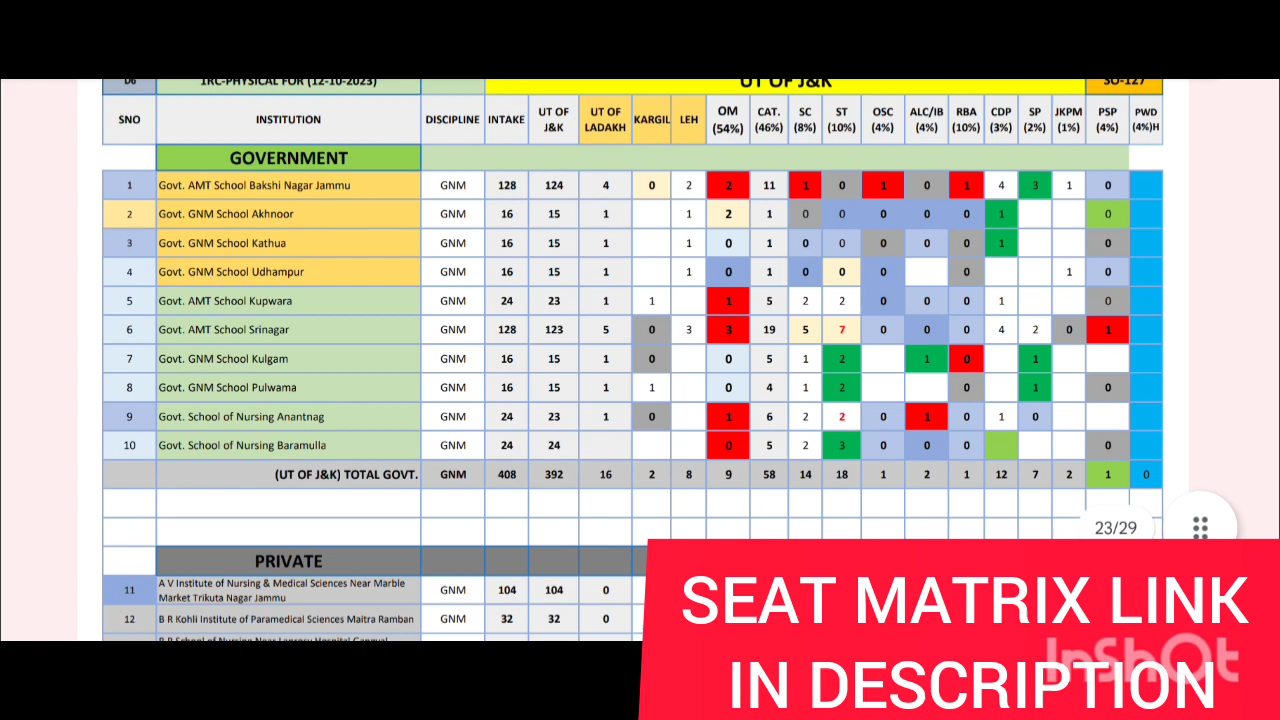 D6 IRC-PHYSICAL FOR (12-10-2023) UT OF J&K SO-127
SNO INSTITUTION DISCIPLINE INTAKE UT OF J&K UT OF LADAKH KARGIL LEH OM (54%) CAT. (46%) SC (8%) ST (10%) OSC (4%) ALC/IB (4%) RBA (10%) CDP (3%) SP (2%) JKPM (1%) PSP (4%) PWD (4%)H
GOVERNMENT
1 Govt. AMT School Bakshi Nagar Jammu GNM 128 124 4 0 2 2 11 1 0 1 0 1 4 3 1 0
2 Govt. GNM School Akhnoor GNM 16 15 1 1 2 1 0 0 0 0 0 1 0
3 Govt. GNM School Kathua GNM 16 15 1 1 0 1 0 0 0 0 0 1 0
4 Govt. GNM School Udhampur GNM 16 15 1 1 0 1 0 0 0 0 1 0
5 Govt. AMT School Kupwara GNM 24 23 1 1 1 5 2 2 0 0 0 1 0
6 Govt. AMT School Srinagar GNM 128 123 5 0 3 3 19 5 7 0 0 0 4 2 0 1
7 Govt. GNM School Kulgam GNM 16 15 1 0 0 5 1 2 1 0 1
8 Govt. GNM School Pulwama GNM 16 15 1 1 0 4 1 2 0 1 0
9 Govt. School of Nursing Anantnag GNM 24 23 1 0 1 6 2 2 0 1 0 1 0
10 Govt. School of Nursing Baramulla GNM 24 24 0 5 2 3 0 0 0 0
(UT OF J&K) TOTAL GOVT. GNM 408 392 16 2 8 9 58 14 18 1 2 1 12 7 2 1 0
23/29
PRIVATE
11 A V Institute of Nursing & Medical Sciences Near Marble GNM 104 104 0
Market Trikuta Nagar Jammu
12 B R Kohli Institute of Paramedical Sciences Maitra Ramban GNM 32 32 0
SEAT MATRIX LINK
IN DESCRIPTION
InShOt